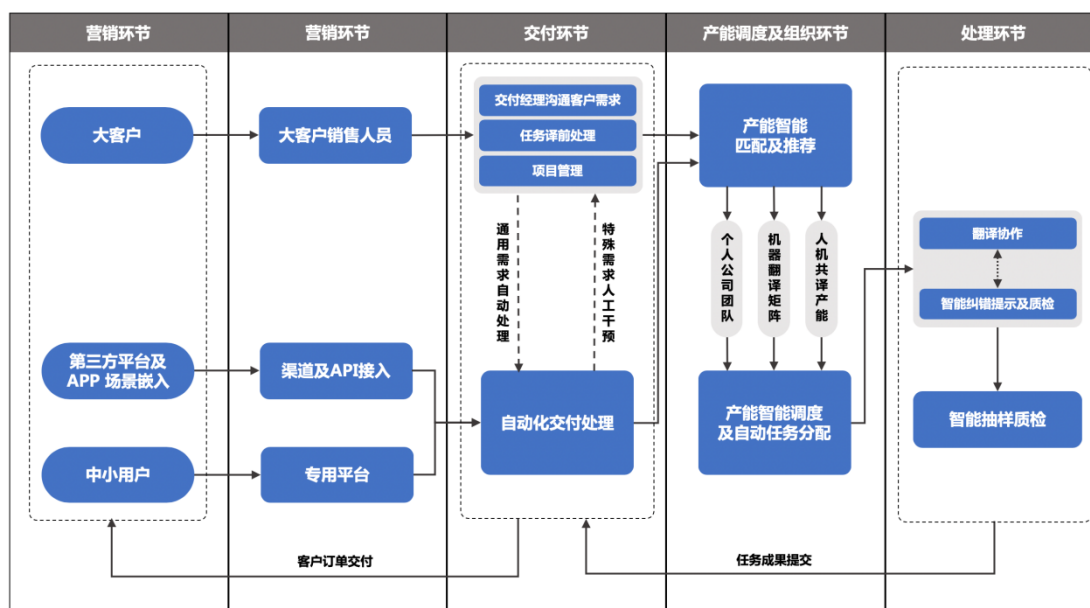 营销环节
营销环节
交付环节
产能调度及组织环节
处理环节
大客户
大客户销售人员
交付经理沟通客户需求
任务译前处理
项目管理
产能智能
匹配及推荐
通用需求自动处理
特殊需求人工干预
个人公司团队
机器翻译矩阵
人机共译产能
翻译协作
智能纠错提示及质检
第三方平台及
APP 场景嵌入
渠道及API接入
自动化交付处理
产能智能调度
及自动任务分配
智能抽样质检
中小用户
专用平台
客户订单交付
任务成果提交